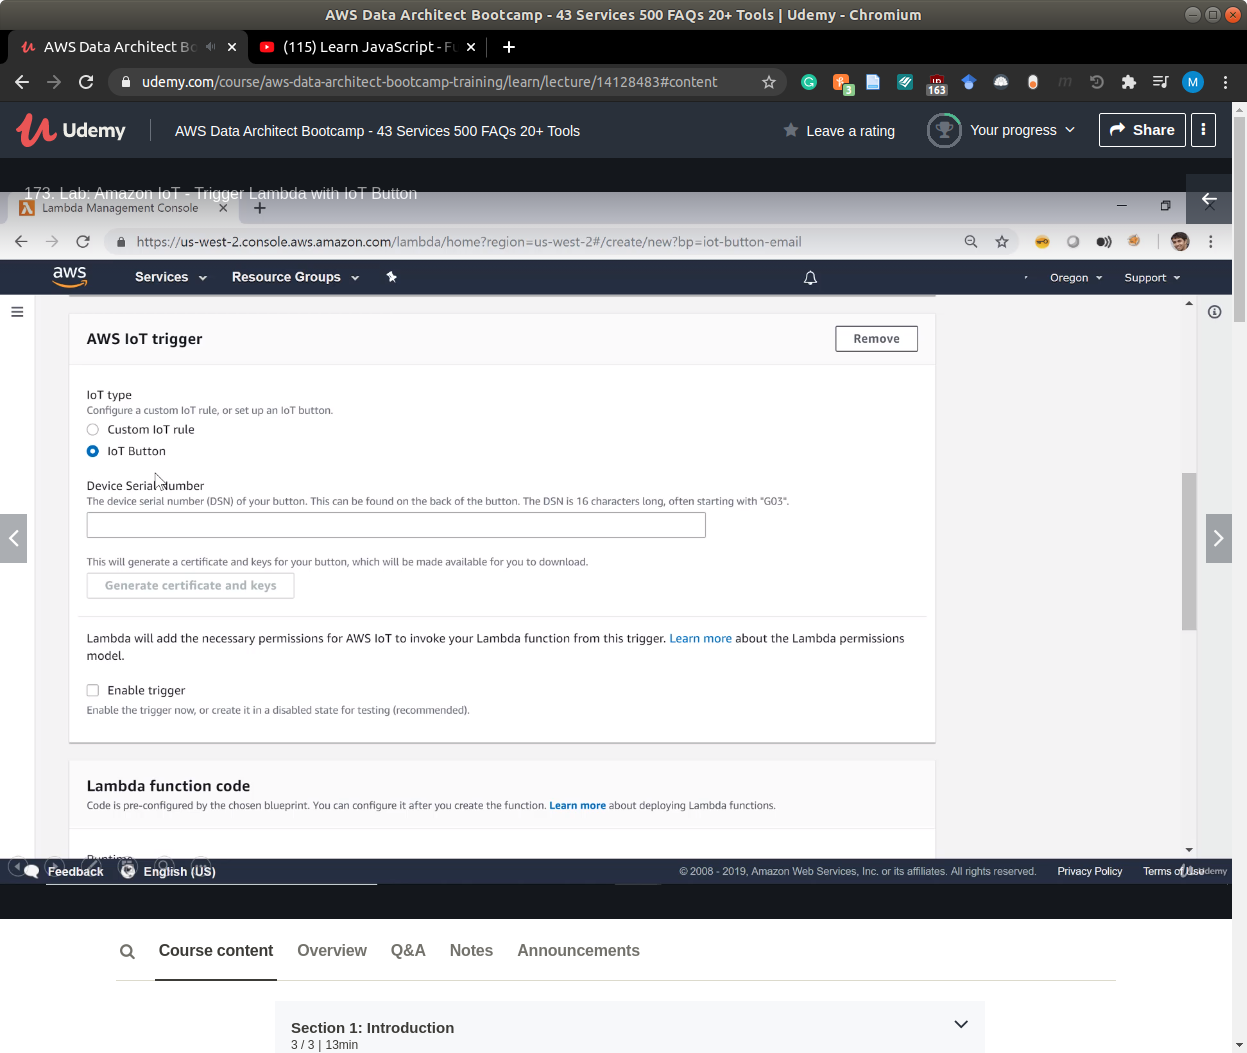 AWS Data Architect Bootcamp - 43 Services 500 FAQs 20+ Tools | Udemy - Chromium
AWS Data Architect Bo
(115) Learn JavaScript - Fu
udemy.com/course/aws-data-architect-bootcamp-training/learn/lecture/14128483#content
3
163
M
Udemy
AWS Data Architect Bootcamp - 43 Services 500 FAQs 20+ Tools
Leave a rating
Your progress
Share
173. Lab: Amazon IoT - Trigger Lambda with IoT Button
Lambda Management Console
https://us-west-2.console.aws.amazon.com/lambda/home?region=us-west-2#/create/new?bp=iot-button-email
aws
Services
Resource Groups
Oregon
Support
AWS IoT trigger
Remove
IoT type
Configure a custom IoT rule, or set up an IoT button.
Custom IoT rule
IoT Button
Device Serial Number
The device serial number (DSN) of your button. This can be found on the back of the button. The DSN is 16 characters long, often starting with "G03".
This will generate a certificate and keys for your button, which will be made available for you to download.
Generate certificate and keys
Lambda will add the necessary permissions for AWS IoT to invoke your Lambda function from this trigger. Learn more about the Lambda permissions
model.
Enable trigger
Enable the trigger now, or create it in a disabled state for testing (recommended).
Lambda function code
Code is pre-configured by the chosen blueprint. You can configure it after you create the function. Learn more about deploying Lambda functions.
Runtime
Feedback
English (US)
© 2008 - 2019, Amazon Web Services, Inc. or its affiliates. All rights reserved.
Privacy Policy
Terms of Use
Udemy
Course content
Overview
Q&A
Notes
Announcements
Section 1: Introduction
3 / 3 | 13min